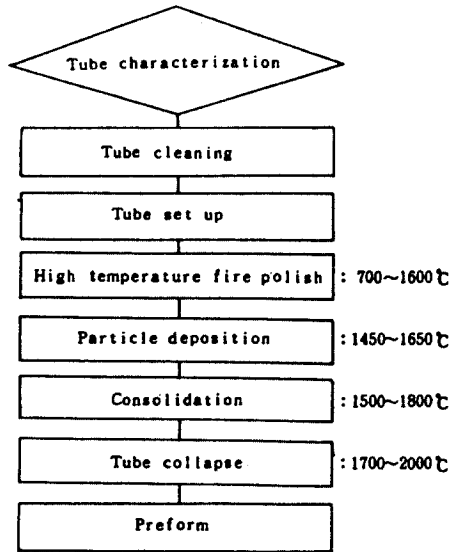 Tube characterization
Tube cleaning
Tube set up
High temperature fire polish : 700~1600℃
Particle deposition : 1450~1650℃
Consolidation : 1500~1800℃
Tube collapse : 1700~2000℃
Preform